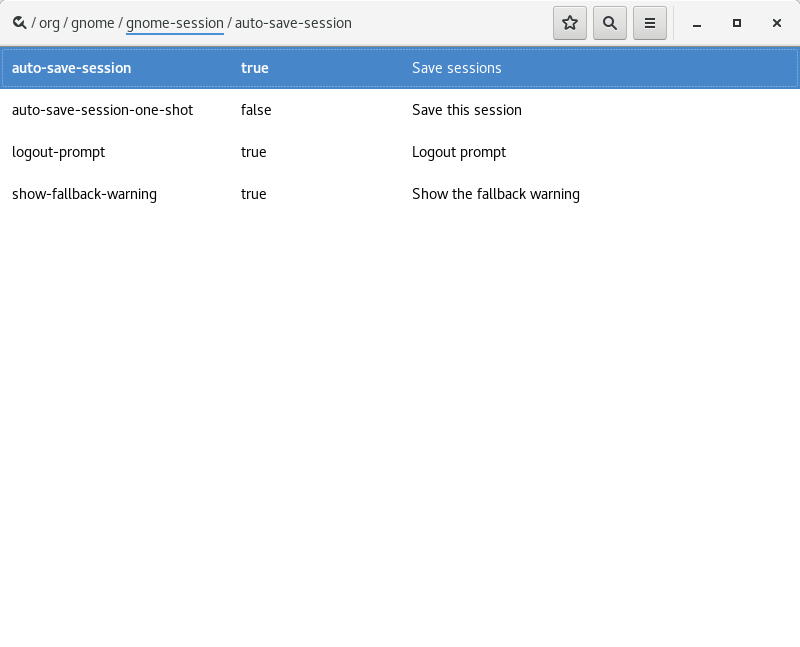 / org / gnome / gnome-session / auto-save-session
auto-save-session true Save sessions
auto-save-session-one-shot false Save this session
logout-prompt true Logout prompt
show-fallback-warning true Show the fallback warning